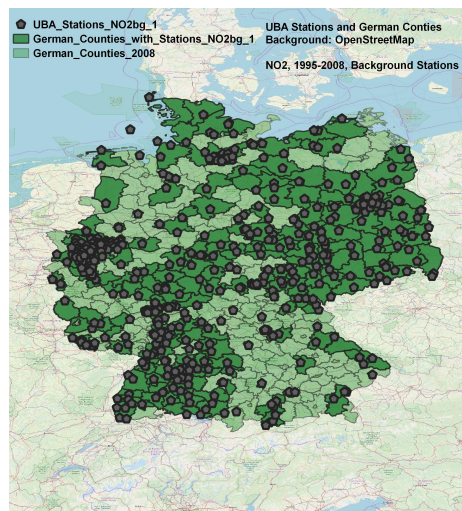 UBA_Stations_NO2bg_1
German_Counties_with_Stations_NO2bg_1
German_Counties_2008
UBA Stations and German Conties
Background: OpenStreetMap
NO2, 1995-2008, Background Stations